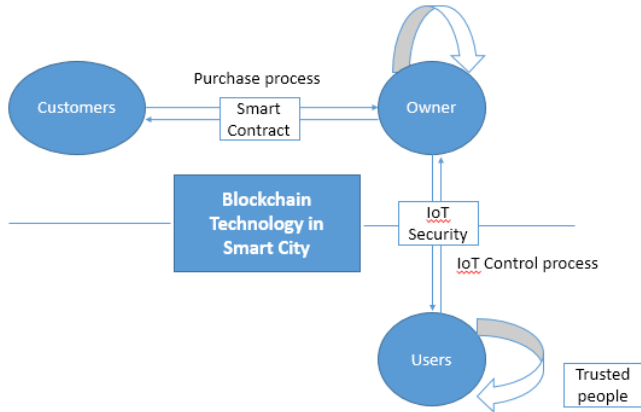 Purchase process
Customers
Smart
Contract
Owner
Blockchain
Technology in
Smart City
IoT
Security
IoT Control process
Users
Trusted
people